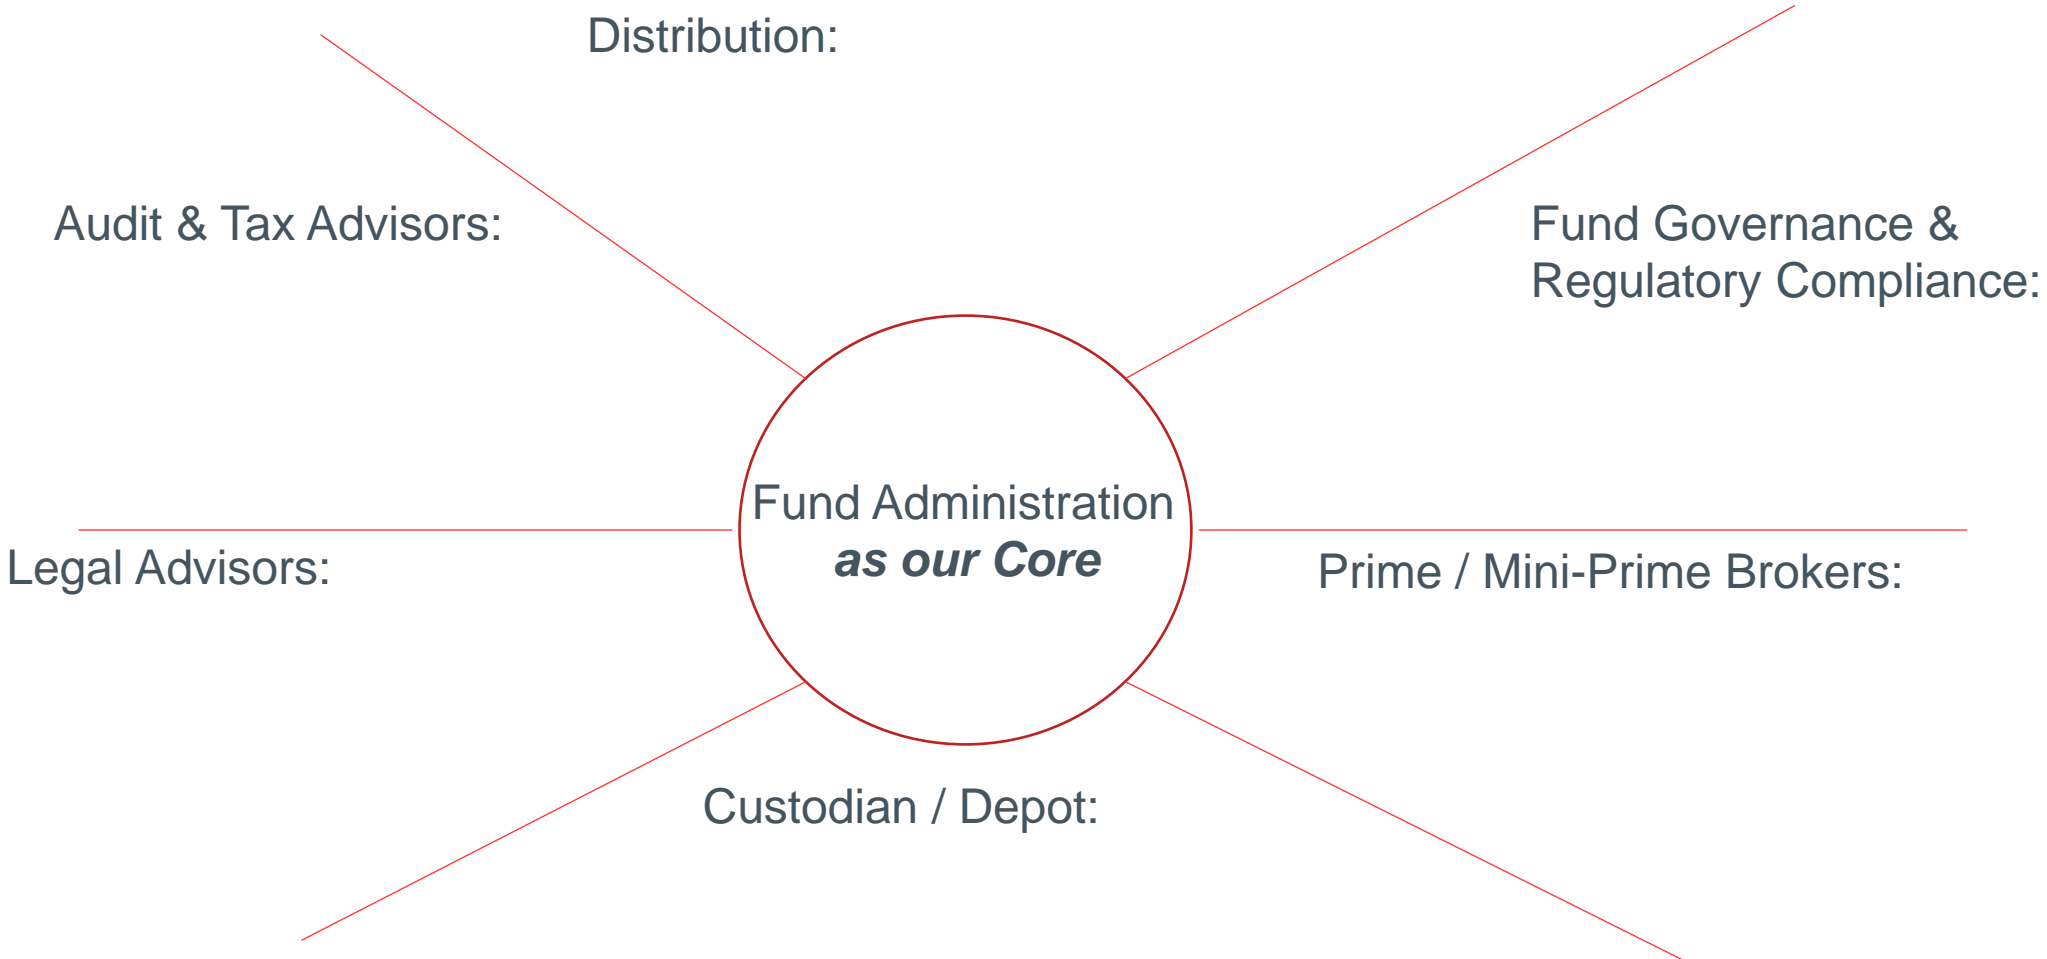 Distribution:
Audit & Tax Advisors:
Fund Governance &
Regulatory Compliance:
Fund Administration
as our Core
Legal Advisors:
Prime / Mini-Prime Brokers:
Custodian / Depot: